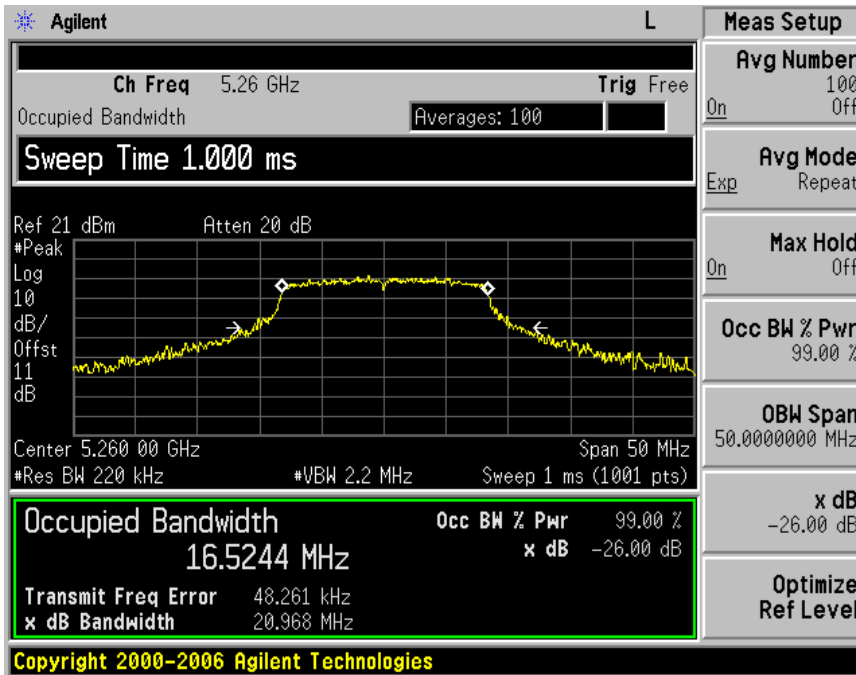 Agilent L
Meas Setup
Ch Freq 5.26 GHz Trig Free
Occupied Bandwidth Averages: 100
Sweep Time 1.000 ms
Ref 21 dBm Atten 20 dB
#Peak
Log
10
dB/
Offst
11
dB
Center 5.260 00 GHz Span 50 MHz
#Res BW 220 kHz #VBW 2.2 MHz Sweep 1 ms (1001 pts)
Occupied Bandwidth
16.5244 MHz
Occ BW % Pwr 99.00 %
x dB -26.00 dB
Transmit Freq Error 48.261 kHz
x dB Bandwidth 20.968 MHz
Avg Number
100
On Off
Avg Mode
Exp Repeat
Max Hold
On Off
Occ BW % Pwr
99.00 %
OBW Span
50.0000000 MHz
x dB
-26.00 dB
Optimize
Ref Level
Copyright 2000-2006 Agilent Technologies